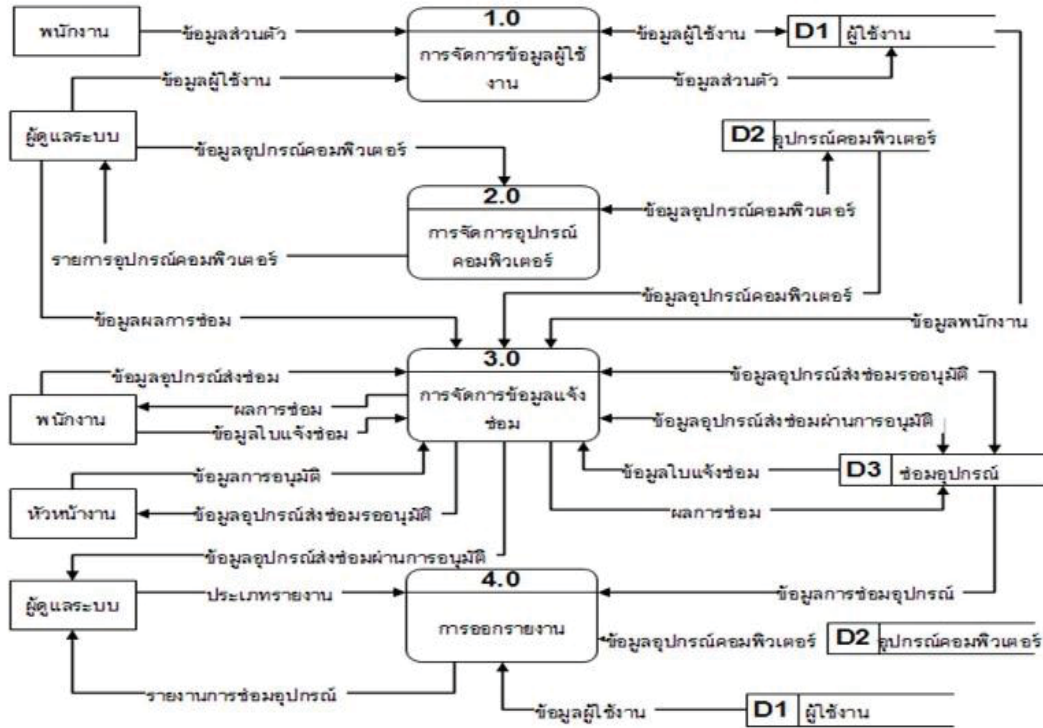 พนักงาน
ข้อมูลส่วนตัว
1.0
การจัดการข้อมูลผู้ใช้
งาน
ข้อมูลผู้ใช้งาน
D1 ผู้ใช้งาน
ข้อมูลผู้ใช้งาน
ข้อมูลส่วนตัว
ผู้ดูแลระบบ
ข้อมูลอุปกรณ์คอมพิวเตอร์
D2 อุปกรณ์คอมพิวเตอร์
2.0
การจัดการอุปกรณ์
คอมพิวเตอร์
ข้อมูลอุปกรณ์คอมพิวเตอร์
รายการอุปกรณ์คอมพิวเตอร์
ข้อมูลอุปกรณ์คอมพิวเตอร์
ข้อมูลผลการซ่อม
ข้อมูลพนักงาน
3.0
การจัดการข้อมูลแจ้ง
ซ่อม
ข้อมูลอุปกรณ์ส่งซ่อม
ข้อมูลอุปกรณ์ส่งซ่อมรออนุมัติ
พนักงาน
ผลการซ่อม
ข้อมูลใบแจ้งซ่อม
ข้อมูลอุปกรณ์ส่งซ่อมผ่านการอนุมัติ
ข้อมูลการอนุมัติ
ข้อมูลใบแจ้งซ่อม
D3 ซ่อมอุปกรณ์
หัวหน้างาน
ข้อมูลอุปกรณ์ส่งซ่อมรออนุมัติ
ผลการซ่อม
ข้อมูลอุปกรณ์ส่งซ่อมผ่านการอนุมัติ
ผู้ดูแลระบบ
ประเภทรายงาน
4.0
การออกรายงาน
ข้อมูลการซ่อมอุปกรณ์
ข้อมูลอุปกรณ์คอมพิวเตอร์
D2 อุปกรณ์คอมพิวเตอร์
รายงานการซ่อมอุปกรณ์
ข้อมูลผู้ใช้งาน
D1 ผู้ใช้งาน